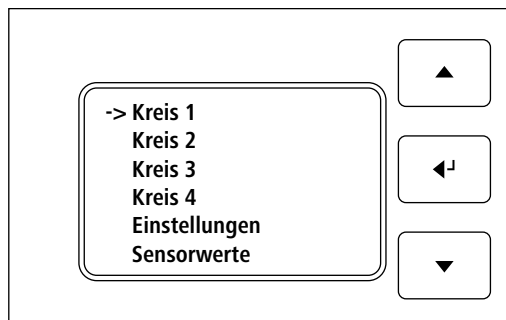 -> Kreis 1
Kreis 2
Kreis 3
Kreis 4
Einstellungen
Sensorwerte